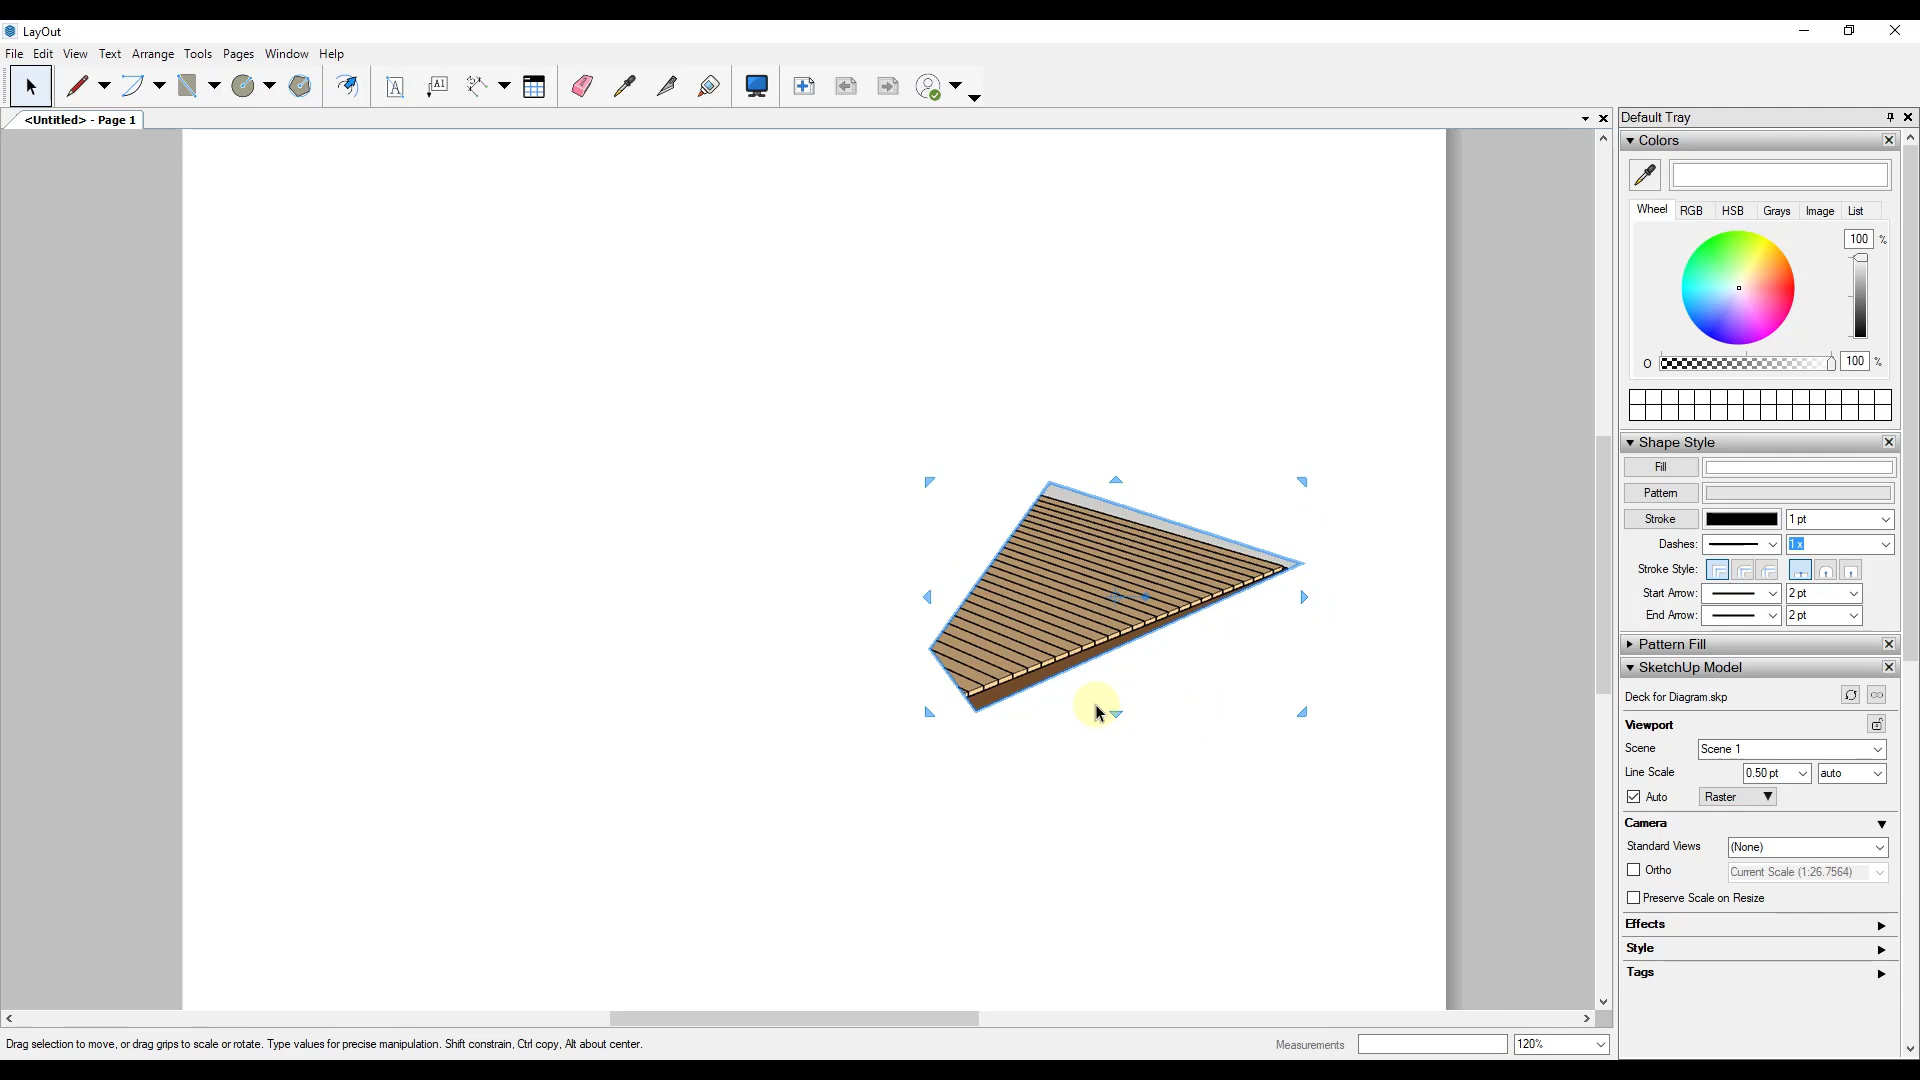 LayOut
File Edit View Text Arrange Tools Pages Window Help
A A1
<Untitled> - Page 1
Default Tray
Colors
Wheel RGB HSB Grays Image List
100 %
O 100 %
Shape Style
Fill
Pattern
Stroke 1 pt
Dashes: 1 x
Stroke Style:
Start Arrow: 2 pt
End Arrow: 2 pt
Pattern Fill
SketchUp Model
Deck for Diagram.skp
Viewport
Scene Scene 1
Line Scale 0.50 pt auto
Auto Raster
Camera
Standard Views (None)
Ortho Current Scale (1:26.7564)
Preserve Scale on Resize
Effects
Style
Tags
Drag selection to move, or drag grips to scale or rotate. Type values for precise manipulation. Shift constrain, Ctrl copy, Alt about center.
Measurements 120%